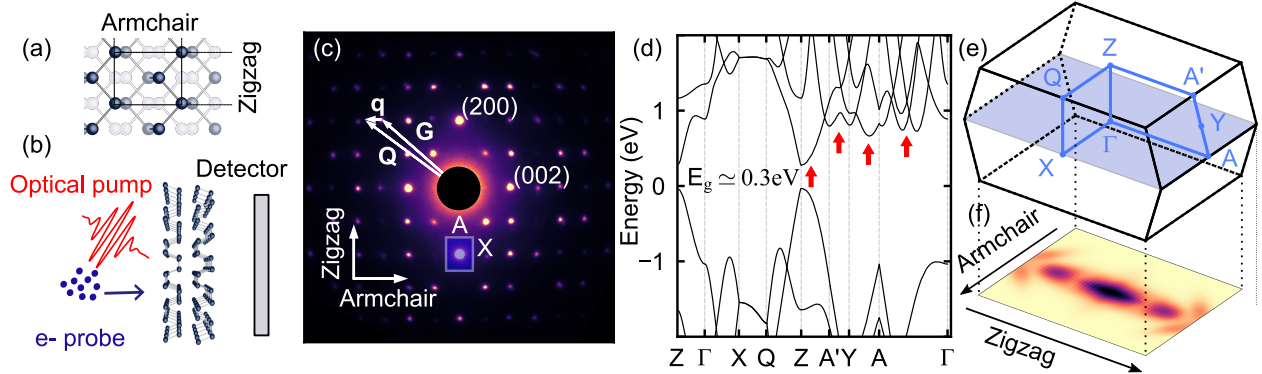 (a)
Armchair
Zigzag
(b)
Optical pump
e- probe
Detector
(c)
q
G
Q
(200)
(002)
A
X
Zigzag
Armchair
(d)
Energy (eV)
1
0
−1
E_g ≃ 0.3eV
Z Γ X Q Z A' Y A Γ
(e)
Z
Q
A'
Y
Γ
X
A
(f)
Armchair
Zigzag